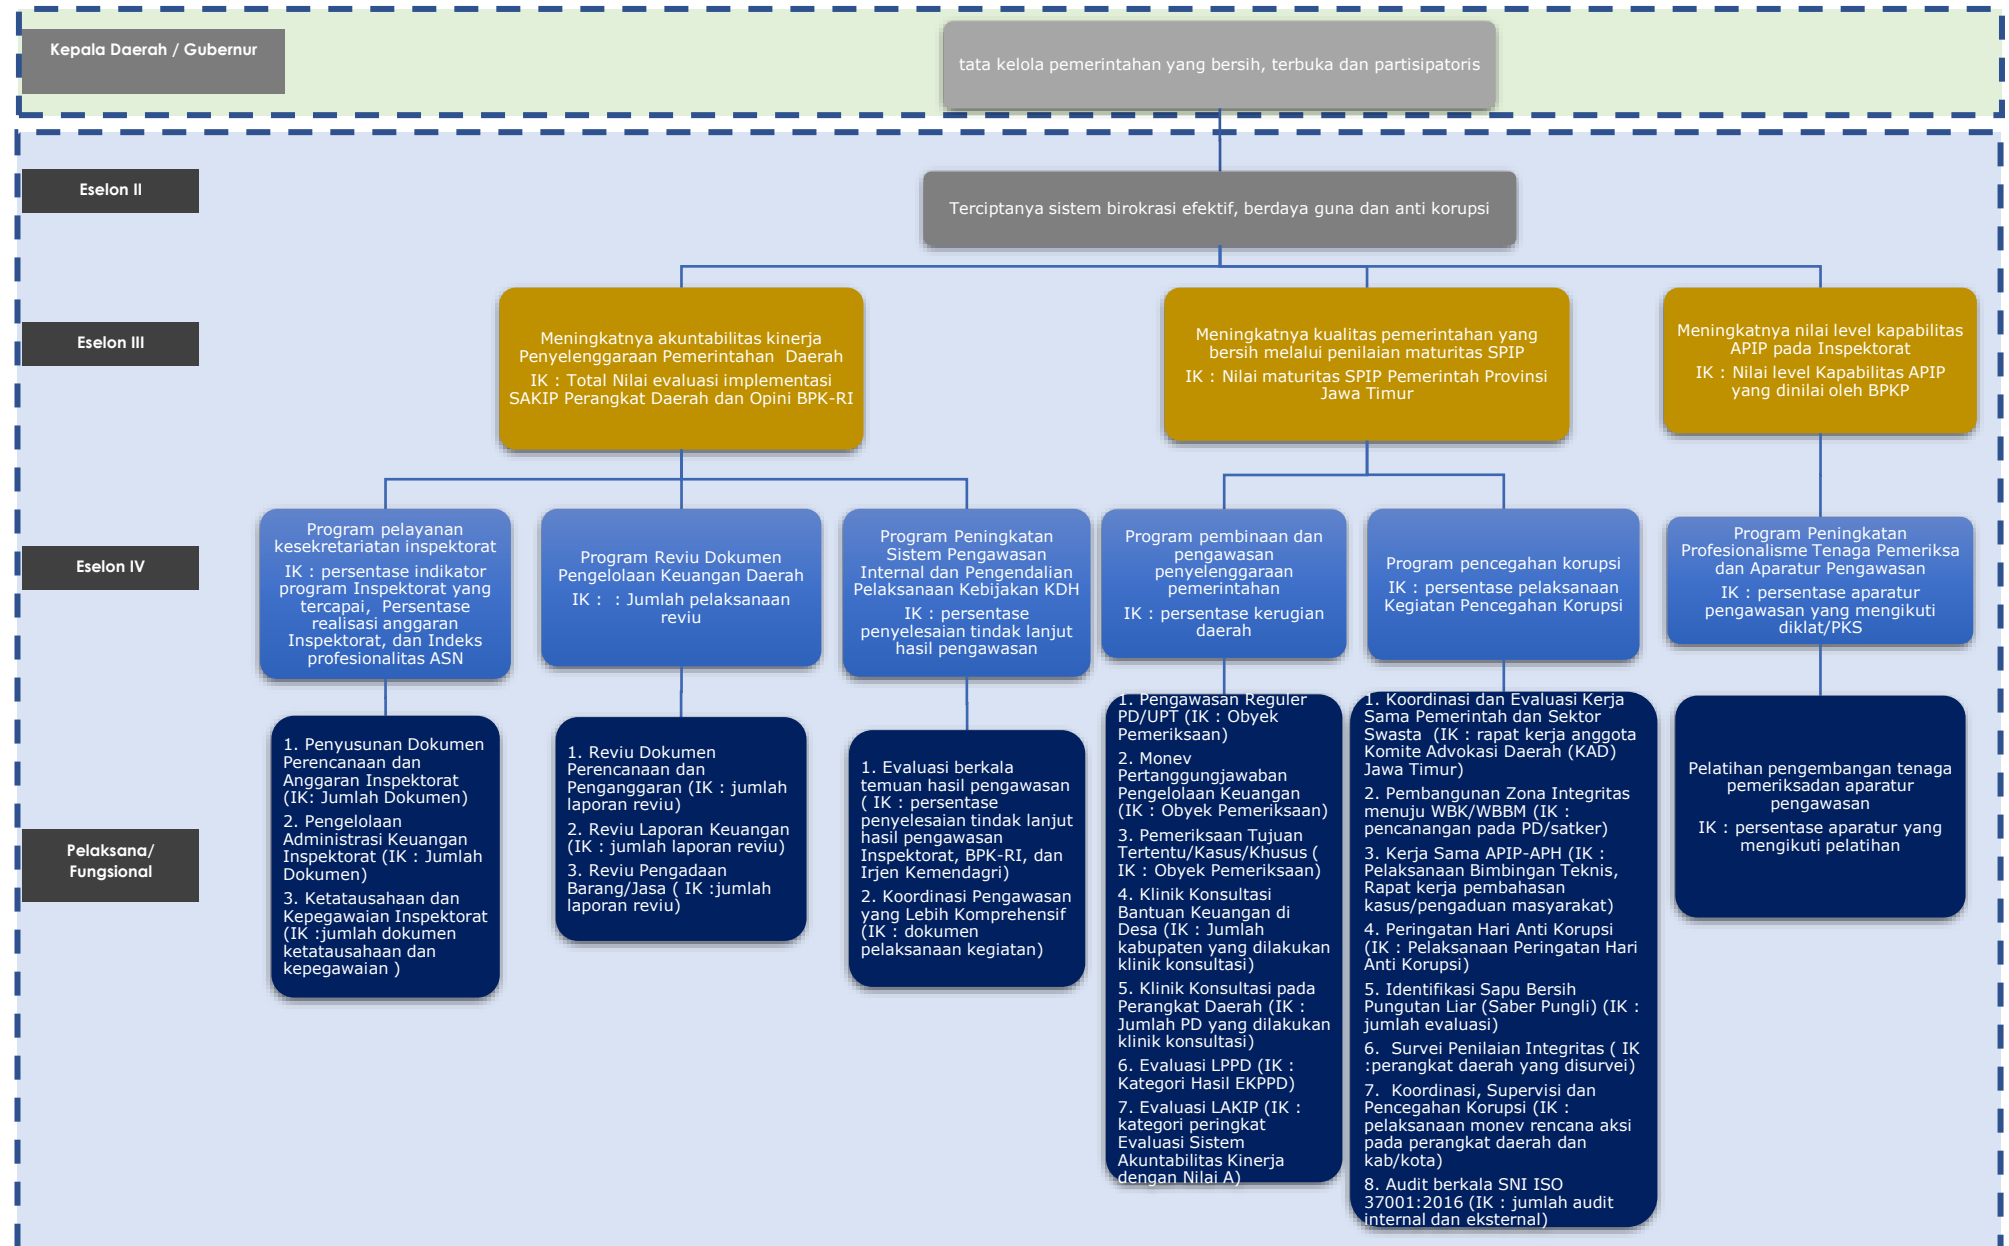 Kepala Daerah / Gubernur
tata kelola pemerintahan yang bersih, terbuka dan partisipatoris
Eselon II
Terciptanya sistem birokrasi efektif, berdaya guna dan anti korupsi
Eselon III
Meningkatnya akuntabilitas kinerja
Penyelenggaraan Pemerintahan  Daerah
IK : Total Nilai evaluasi implementasi
SAKIP Perangkat Daerah dan Opini BPK-RI
Meningkatnya kualitas pemerintahan yang
bersih melalui penilaian maturitas SPIP
IK : Nilai maturitas SPIP Pemerintah Provinsi
Jawa Timur
Meningkatnya nilai level kapabilitas
APIP pada Inspektorat
IK : Nilai level Kapabilitas APIP
yang dinilai oleh BPKP
Eselon IV
Program pelayanan
kesekretariatan inspektorat
IK : persentase indikator
program Inspektorat yang
tercapai,  Persentase
realisasi anggaran
Inspektorat, dan Indeks
profesionalitas ASN
Program Reviu Dokumen
Pengelolaan Keuangan Daerah
IK :  : Jumlah pelaksanaan
reviu
Program Peningkatan
Sistem Pengawasan
Internal dan Pengendalian
Pelaksanaan Kebijakan KDH
IK : persentase
penyelesaian tindak lanjut
hasil pengawasan
Program pembinaan dan
pengawasan
penyelenggaraan
pemerintahan
IK : persentase kerugian
daerah
Program pencegahan korupsi
IK : persentase pelaksanaan
Kegiatan Pencegahan Korupsi
Program Peningkatan
Profesionalisme Tenaga Pemeriksa
dan Aparatur Pengawasan
IK : persentase aparatur
pengawasan yang mengikuti
diklat/PKS
Pelaksana/
Fungsional
1. Penyusunan Dokumen
Perencanaan dan
Anggaran Inspektorat
(IK: Jumlah Dokumen)
2. Pengelolaan
Administrasi Keuangan
Inspektorat (IK : Jumlah
Dokumen)
3. Ketatausahaan dan
Kepegawaian Inspektorat
(IK :jumlah dokumen
ketatausahaan dan
kepegawaian )
1. Reviu Dokumen
Perencanaan dan
Penganggaran (IK : jumlah
laporan reviu)
2. Reviu Laporan Keuangan
(IK : jumlah laporan reviu)
3. Reviu Pengadaan
Barang/Jasa ( IK :jumlah
laporan reviu)
1. Evaluasi berkala
temuan hasil pengawasan
( IK : persentase
penyelesaian tindak lanjut
hasil pengawasan
Inspektorat, BPK-RI, dan
Irjen Kemendagri)
2. Koordinasi Pengawasan
yang Lebih Komprehensif
(IK : dokumen
pelaksanaan kegiatan)
1. Pengawasan Reguler
PD/UPT (IK : Obyek
Pemeriksaan)
2. Monev
Pertanggungjawaban
Pengelolaan Keuangan
(IK : Obyek Pemeriksaan)
3. Pemeriksaan Tujuan
Tertentu/Kasus/Khusus (
IK : Obyek Pemeriksaan)
4. Klinik Konsultasi
Bantuan Keuangan di
Desa (IK : Jumlah
kabupaten yang dilakukan
klinik konsultasi)
5. Klinik Konsultasi pada
Perangkat Daerah (IK :
Jumlah PD yang dilakukan
klinik konsultasi)
6. Evaluasi LPPD (IK :
Kategori Hasil EKPPD)
7. Evaluasi LAKIP (IK :
kategori peringkat
Evaluasi Sistem
Akuntabilitas Kinerja
dengan Nilai A)
1. Koordinasi dan Evaluasi Kerja
Sama Pemerintah dan Sektor
Swasta  (IK : rapat kerja anggota
Komite Advokasi Daerah (KAD)
Jawa Timur)
2. Pembangunan Zona Integritas
menuju WBK/WBBM (IK :
pencanangan pada PD/satker)
3. Kerja Sama APIP-APH (IK :
Pelaksanaan Bimbingan Teknis,
Rapat kerja pembahasan
kasus/pengaduan masyarakat)
4. Peringatan Hari Anti Korupsi
(IK : Pelaksanaan Peringatan Hari
Anti Korupsi)
5. Identifikasi Sapu Bersih
Pungutan Liar (Saber Pungli) (IK :
jumlah evaluasi)
6.  Survei Penilaian Integritas ( IK
:perangkat daerah yang disurvei)
7.  Koordinasi, Supervisi dan
Pencegahan Korupsi (IK :
pelaksanaan monev rencana aksi
pada perangkat daerah dan
kab/kota)
8. Audit berkala SNI ISO
37001:2016 (IK : jumlah audit
internal dan eksternal)
Pelatihan pengembangan tenaga
pemeriksadan aparatur
pengawasan
IK : persentase aparatur yang
mengikuti pelatihan